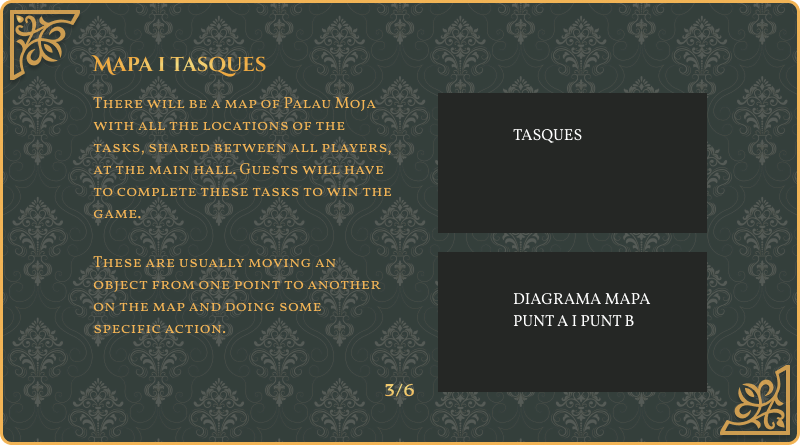 Mapa i tasques
There will be a map of Palau Moja
with all the locations of the
tasks, shared between all players,
at the main hall. Guests will have
to complete these tasks to win the
game.
These are usually moving an
object from one point to another
on the map and doing some
specific action.
TASQUES
DIAGRAMA MAPA
PUNT A I PUNT B
3/6